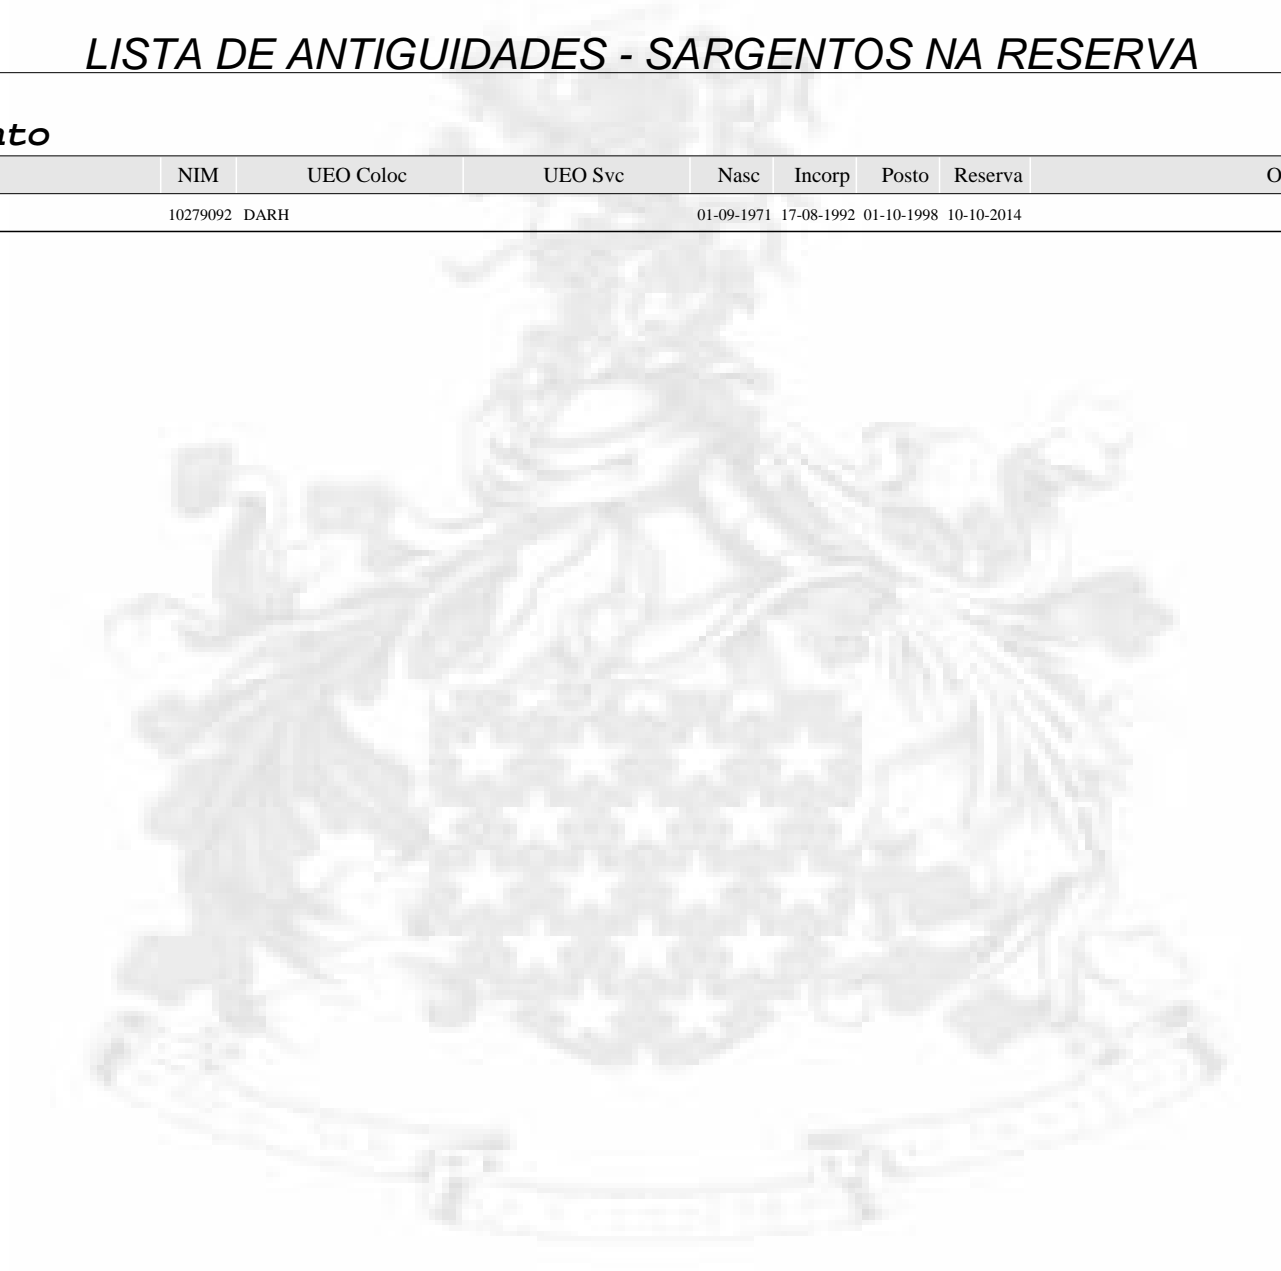 LISTA DE ANTIGUIDADES - SARGENTOS NA RESERVA
nto
NIM UEO Coloc UEO Svc Nasc Incorp Posto Reserva O
10279092 DARH 01-09-1971 17-08-1992 01-10-1998 10-10-2014